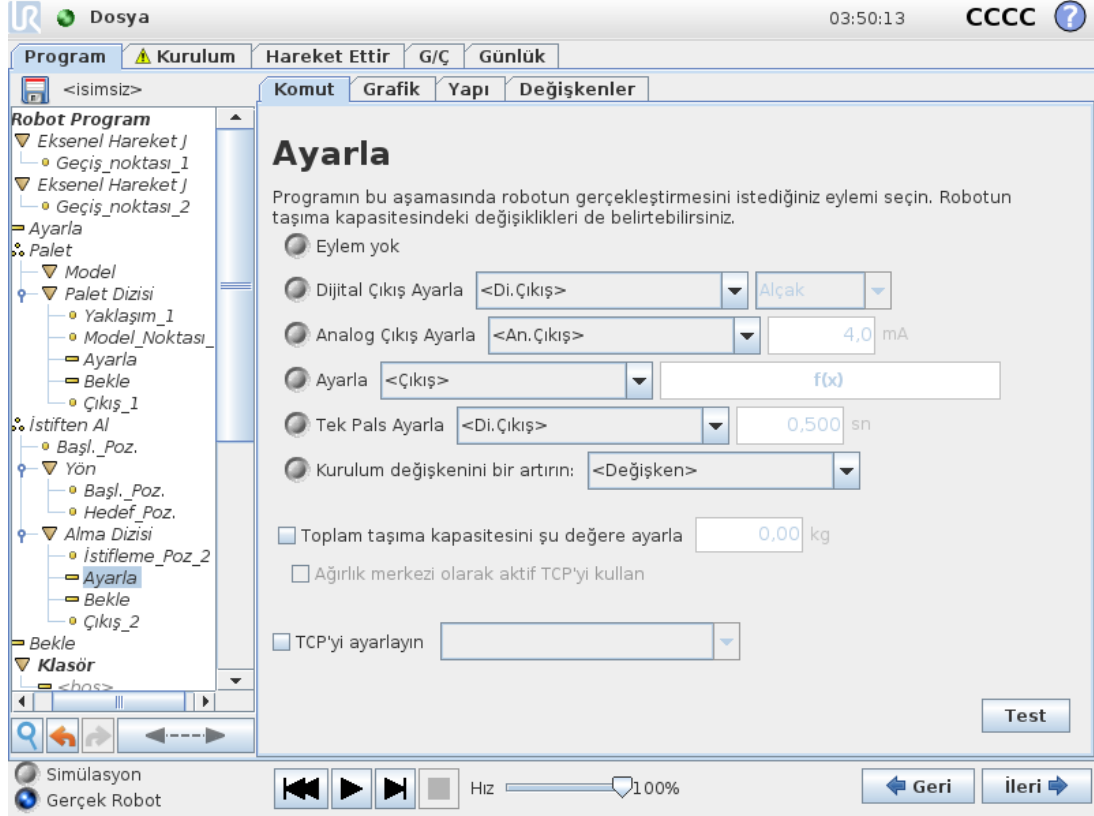 UR Dosya 03:50:13 CCCC ?
Program Kurulum Hareket Ettir G/Ç Günlük
<isimsiz> Komut Grafik Yapı Değişkenler
Robot Program
Eksenel Hareket J
Geçiş_noktası_1
Eksenel Hareket J
Geçiş_noktası_2
Ayarla
Palet
Model
Palet Dizisi
Yaklaşım_1
Model_Noktası_
Ayarla
Bekle
Çıkış_1
İstiften Al
Başl._Poz.
Yön
Başl._Poz.
Hedef_Poz.
Alma Dizisi
İstifleme_Poz_2
Ayarla
Bekle
Çıkış_2
Bekle
Klasör
<boş>
Ayarla
Programın bu aşamasında robotun gerçekleştirmesini istediğiniz eylemi seçin. Robotun
taşıma kapasitesindeki değişiklikleri de belirtebilirsiniz.
Eylem yok
Dijital Çıkış Ayarla <Di.Çıkış> Alçak
Analog Çıkış Ayarla <An.Çıkış> 4,0 mA
Ayarla <Çıkış> f(x)
Tek Pals Ayarla <Di.Çıkış> 0,500 sn
Kurulum değişkenini bir artırın: <Değişken>
Toplam taşıma kapasitesini şu değere ayarla 0,00 kg
Ağırlık merkezi olarak aktif TCP'yi kullan
TCP'yi ayarlayın
Test
Simülasyon
Gerçek Robot
Hız 100%
Geri İleri